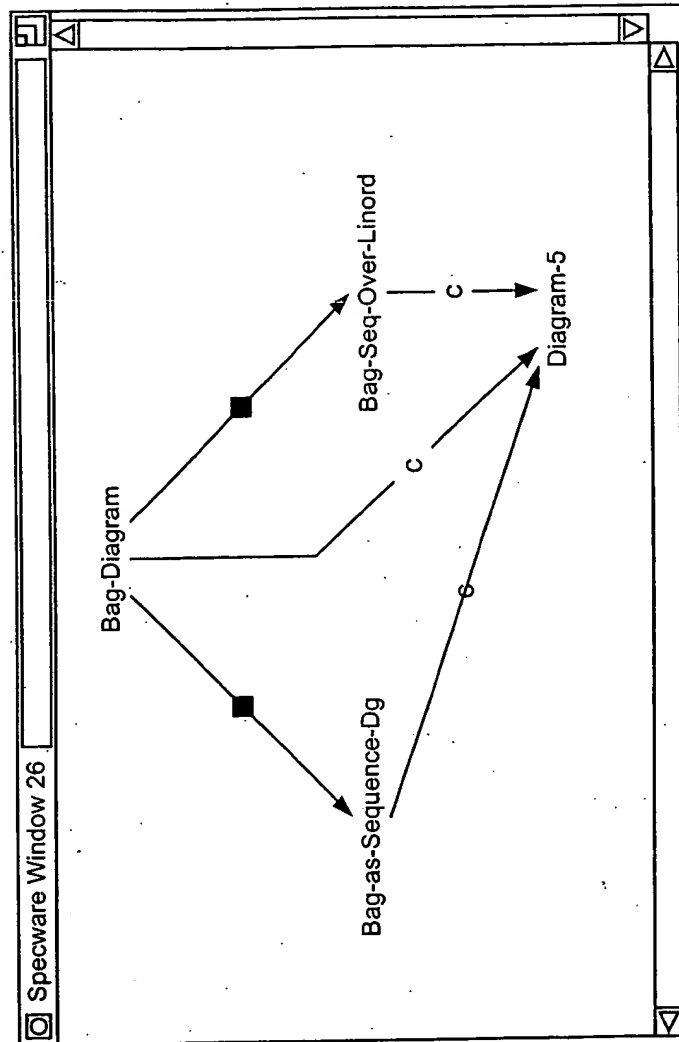 Specware Window 26
Bag-Diagram
Bag-as-Sequence-Dg
Bag-Seq-Over-Linord
c
c
c
Diagram-5